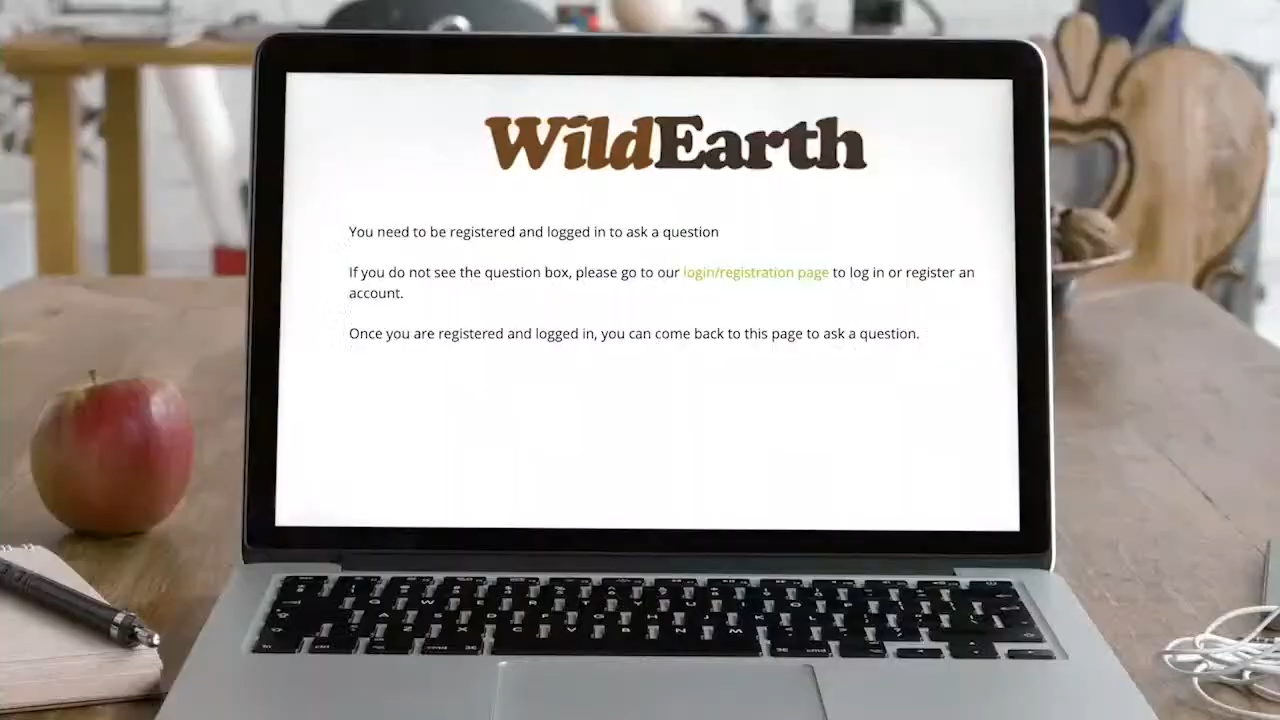 WildEarth
You need to be registered and logged in to ask a question
If you do not see the question box, please go to our login/registration page to log in or register an
account.
Once you are registered and logged in, you can come back to this page to ask a question.